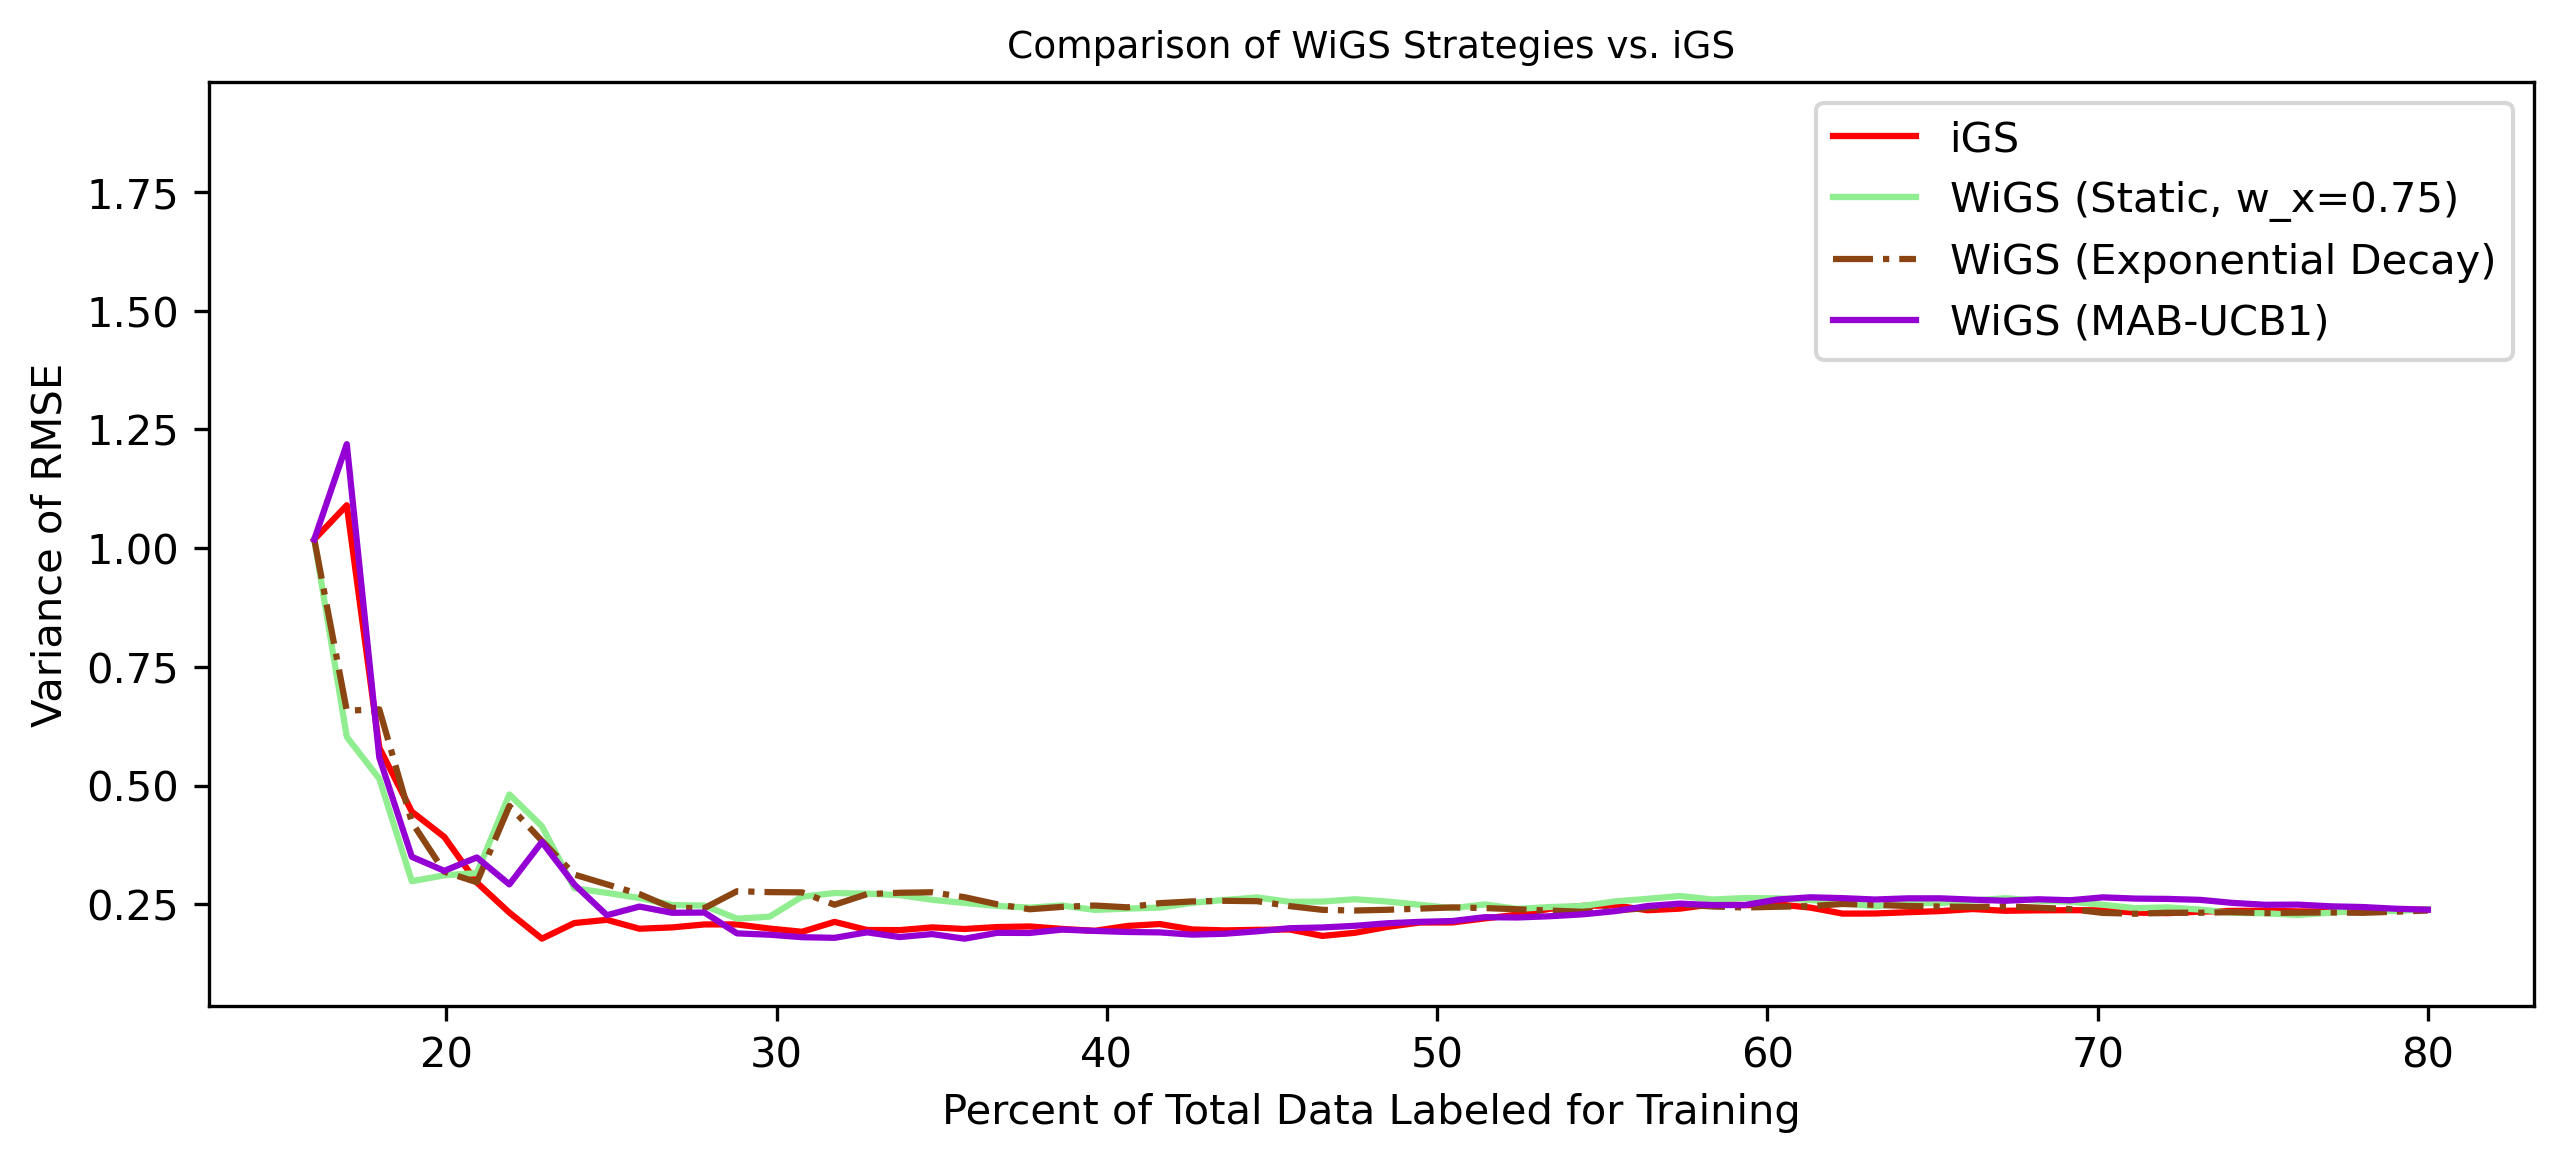 Comparison of WiGS Strategies vs. iGS
iGS
WiGS (Static, w_x=0.75)
WiGS (Exponential Decay)
WiGS (MAB-UCB1)
Variance of RMSE
1.75
1.50
1.25
1.00
0.75
0.50
0.25
20 30 40 50 60 70 80
Percent of Total Data Labeled for Training